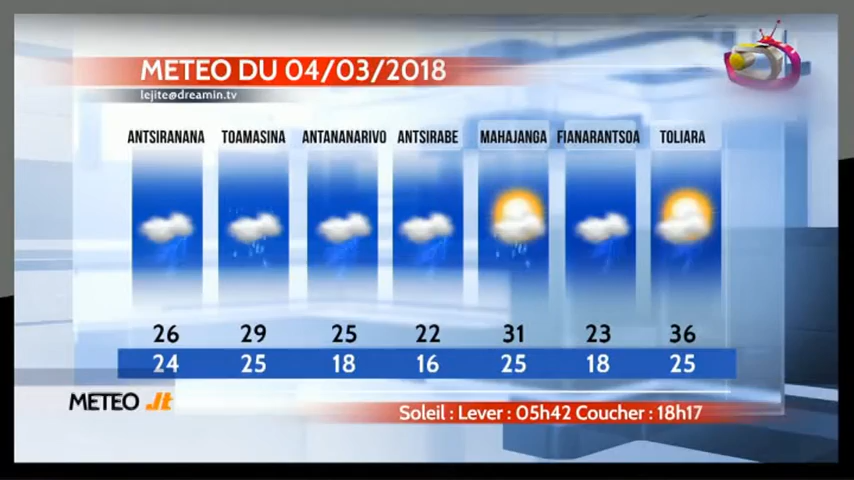 METEO DU 04/03/2018
lejite@dreamin.tv
ANTSIRANANA TOAMASINA ANTANANARIVO ANTSIRABE MAHAJANGA FIANARANTSOA TOLIARA
26 29 25 22 31 23 36
24 25 18 16 25 18 25
METEO .Jt
Soleil : Lever : 05h42 Coucher : 18h17